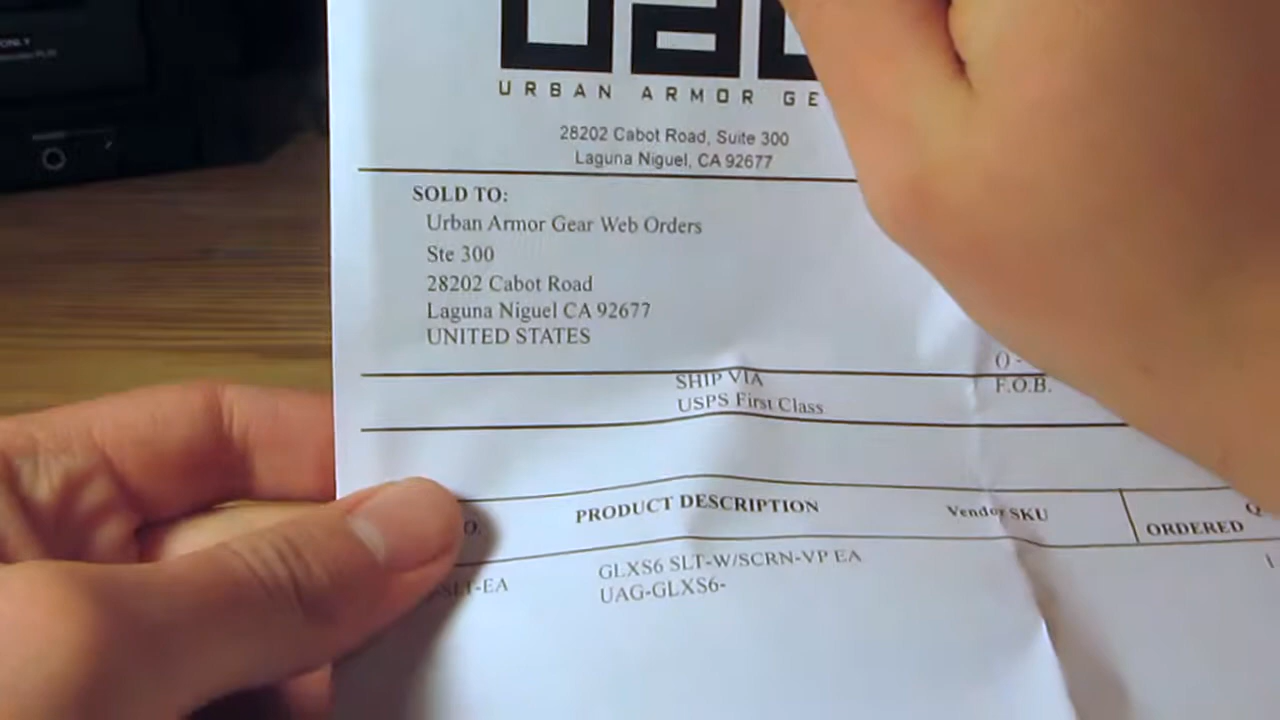 URBAN ARMOR GE
28202 Cabot Road, Suite 300
Laguna Niguel, CA 92677
SOLD TO:
Urban Armor Gear Web Orders
Ste 300
28202 Cabot Road
Laguna Niguel CA 92677
UNITED STATES
SHIP VIA
F.O.B.
USPS First Class
PRODUCT DESCRIPTION
Vendor SKU
ORDERED
-SLT-EA
GLXS6 SLT-W/SCRN-VP EA
UAG-GLXS6-